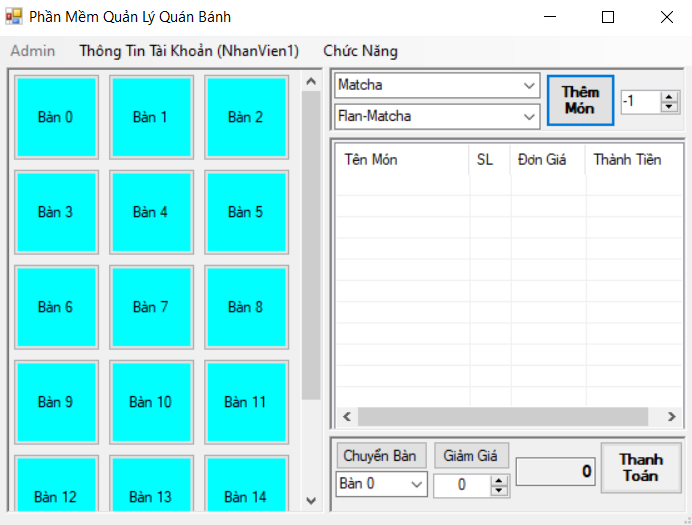 Phần Mềm Quản Lý Quán Bánh
Admin Thông Tin Tài Khoản (NhanVien1) Chức Năng
Bàn 0 Bàn 1 Bàn 2
Bàn 3 Bàn 4 Bàn 5
Bàn 6 Bàn 7 Bàn 8
Bàn 9 Bàn 10 Bàn 11
Bàn 12 Bàn 13 Bàn 14
Matcha
Flan-Matcha
Thêm
Món
-1
Tên Món SL Đơn Giá Thành Tiền
Chuyển Bàn Giảm Giá
Bàn 0 0
0
Thanh
Toán